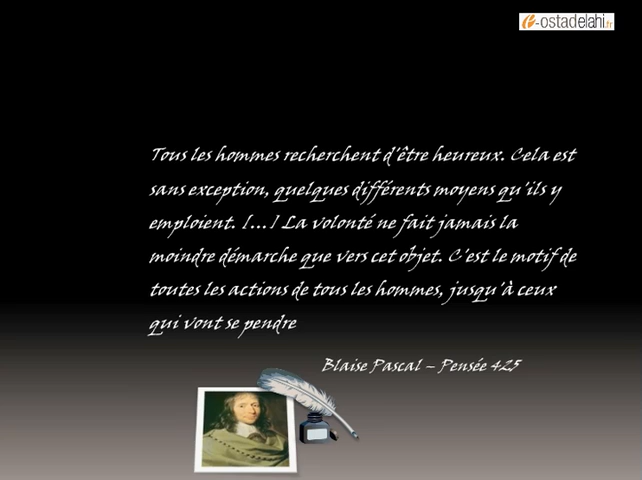 e-ostadelahi.fr
Tous les hommes recherchent d'être heureux. Cela est
sans exception, quelques différents moyens qu'ils y
emploient. [...] La volonté ne fait jamais la
moindre démarche que vers cet objet. C'est le motif de
toutes les actions de tous les hommes, jusqu'à ceux
qui vont se pendre
Blaise Pascal – Pensée 425